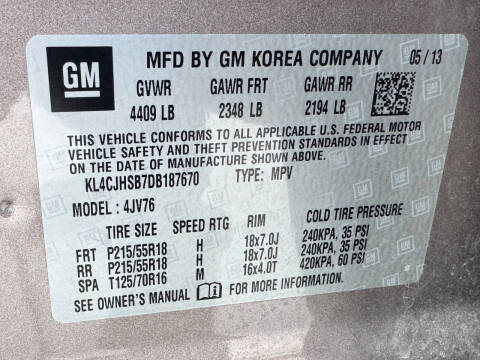 GM MFD BY GM KOREA COMPANY 05 / 13
GVWR GAWR FRT GAWR RR
4409 LB 2348 LB 2194 LB
THIS VEHICLE CONFORMS TO ALL APPLICABLE U.S. FEDERAL MOTOR
VEHICLE SAFETY AND THEFT PREVENTION STANDARDS IN EFFECT
ON THE DATE OF MANUFACTURE SHOWN ABOVE.
KL4CJHSB7DB187670 TYPE: MPV
MODEL : 4JV76
TIRE SIZE SPEED RTG RIM COLD TIRE PRESSURE
FRT P215/55R18 H 18x7.0J 240KPA, 35 PSI
RR P215/55R18 H 18x7.0J 240KPA, 35 PSI
SPA T125/70R16 M 16x4.0T 420KPA, 60 PSI
SEE OWNER'S MANUAL FOR MORE INFORMATION.